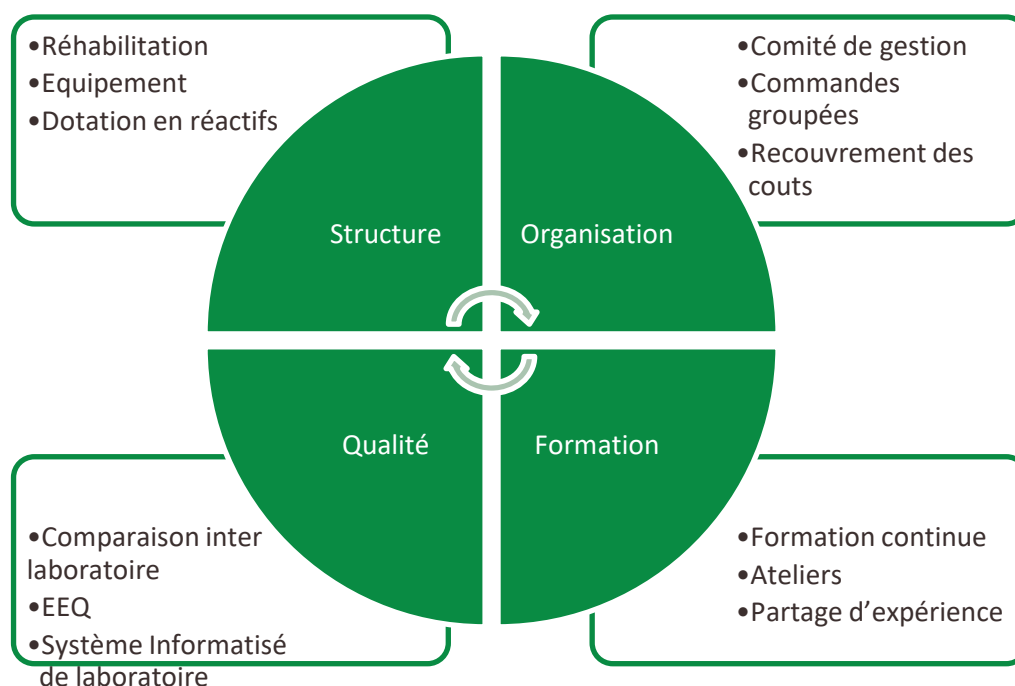 •Réhabilitation
•Equipement
•Dotation en réactifs
•Comité de gestion
•Commandes
groupées
•Recouvrement des
couts
Structure
Organisation
Qualité
Formation
•Comparaison inter
laboratoire
•EEQ
•Système Informatisé
de laboratoire
•Formation continue
•Ateliers
•Partage d’expérience